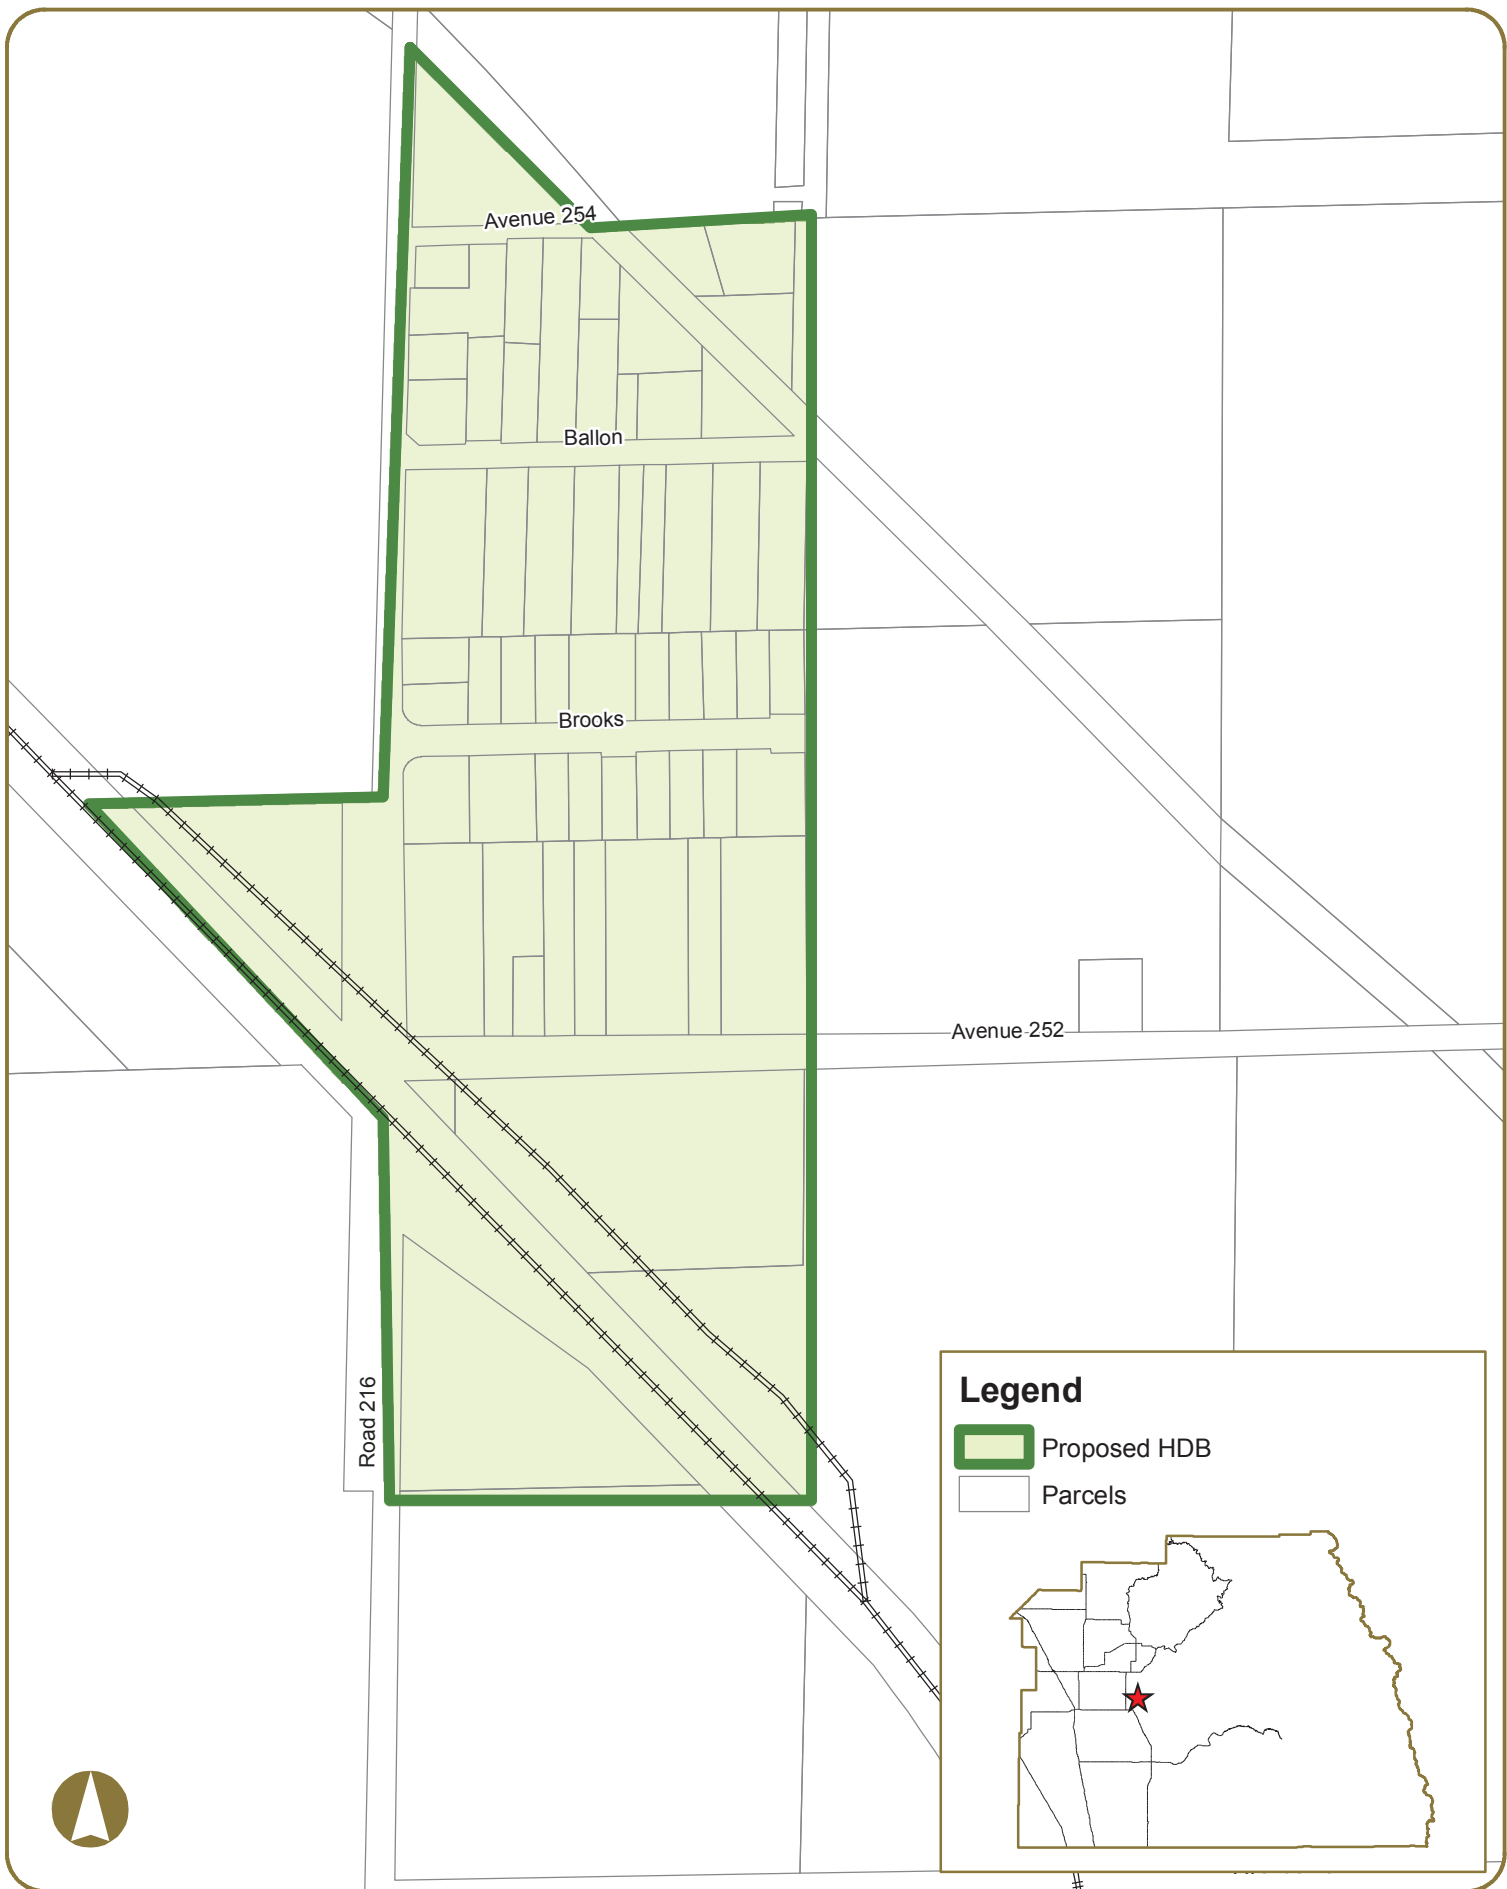 Avenue 254
Ballon
Brooks
Avenue 252
Road 216
Legend
Proposed HDB
Parcels